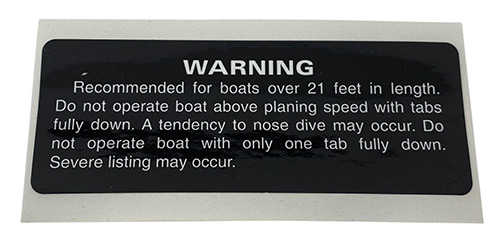 WARNING
Recommended for boats over 21 feet in length.
Do not operate boat above planing speed with tabs
fully down. A tendency to nose dive may occur. Do
not operate boat with only one tab fully down.
Severe listing may occur.